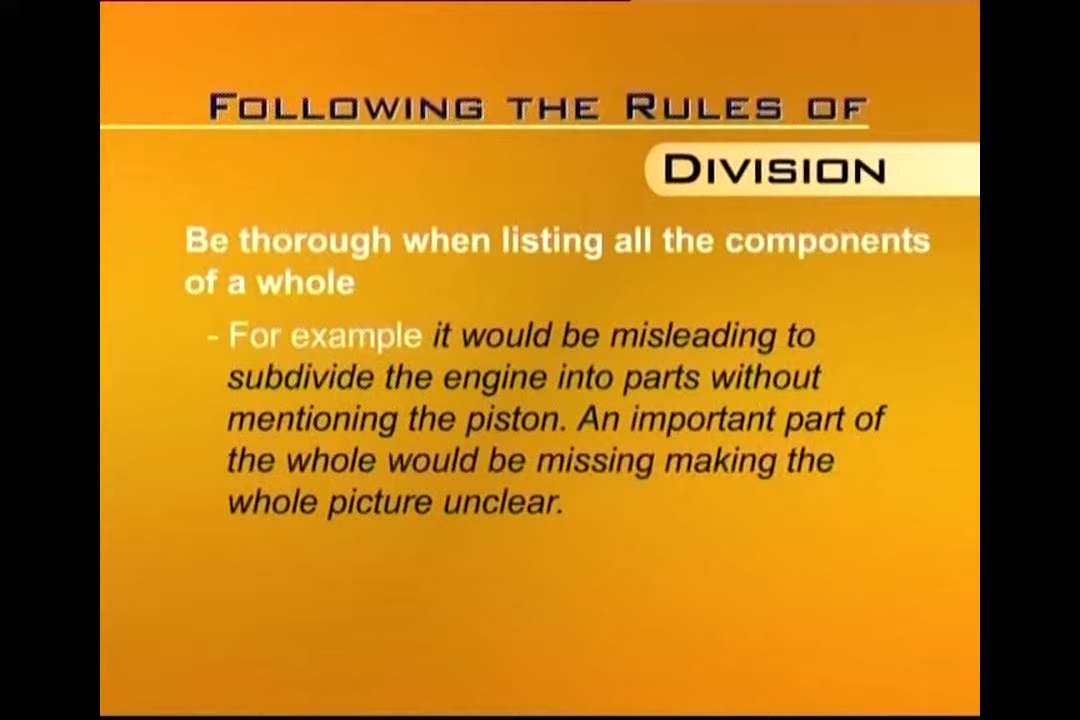 Following the Rules of
Division
Be thorough when listing all the components
of a whole
- For example it would be misleading to
subdivide the engine into parts without
mentioning the piston. An important part of
the whole would be missing making the
whole picture unclear.